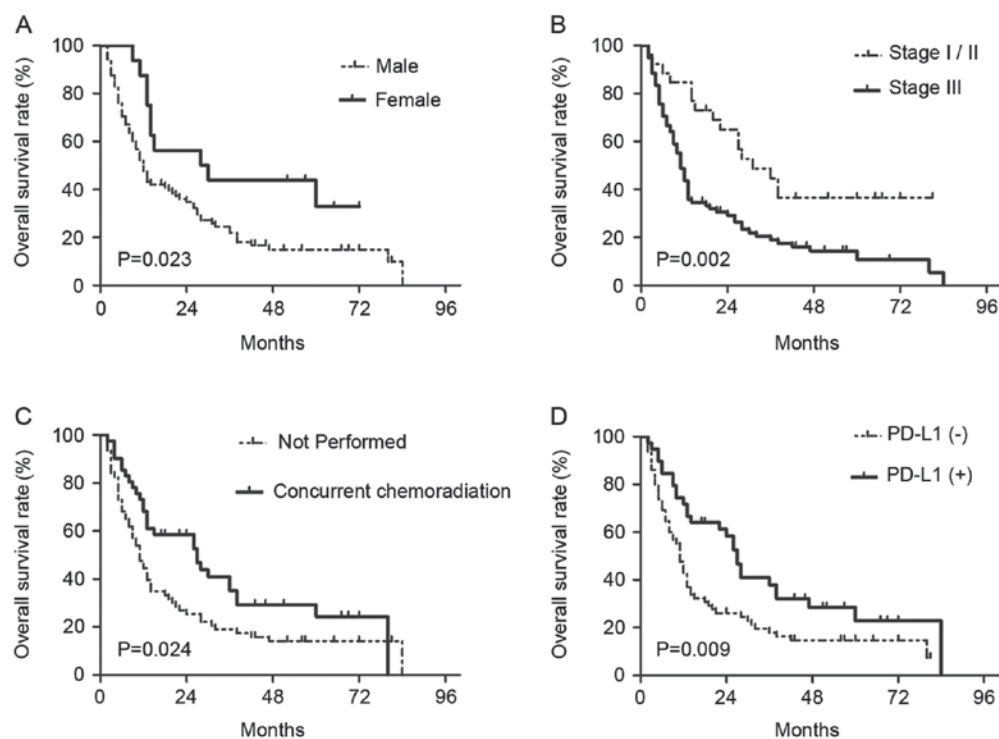 A
Overall survival rate (%)
100
80
60
40
20
0
Male
Female
P=0.023
0 24 48 72 96
Months
B
Overall survival rate (%)
100
80
60
40
20
0
Stage I / II
Stage III
P=0.002
0 24 48 72 96
Months
C
Overall survival rate (%)
100
80
60
40
20
0
Not Performed
Concurrent chemoradiation
P=0.024
0 24 48 72 96
Months
D
Overall survival rate (%)
100
80
60
40
20
0
PD-L1 (-)
PD-L1 (+)
P=0.009
0 24 48 72 96
Months